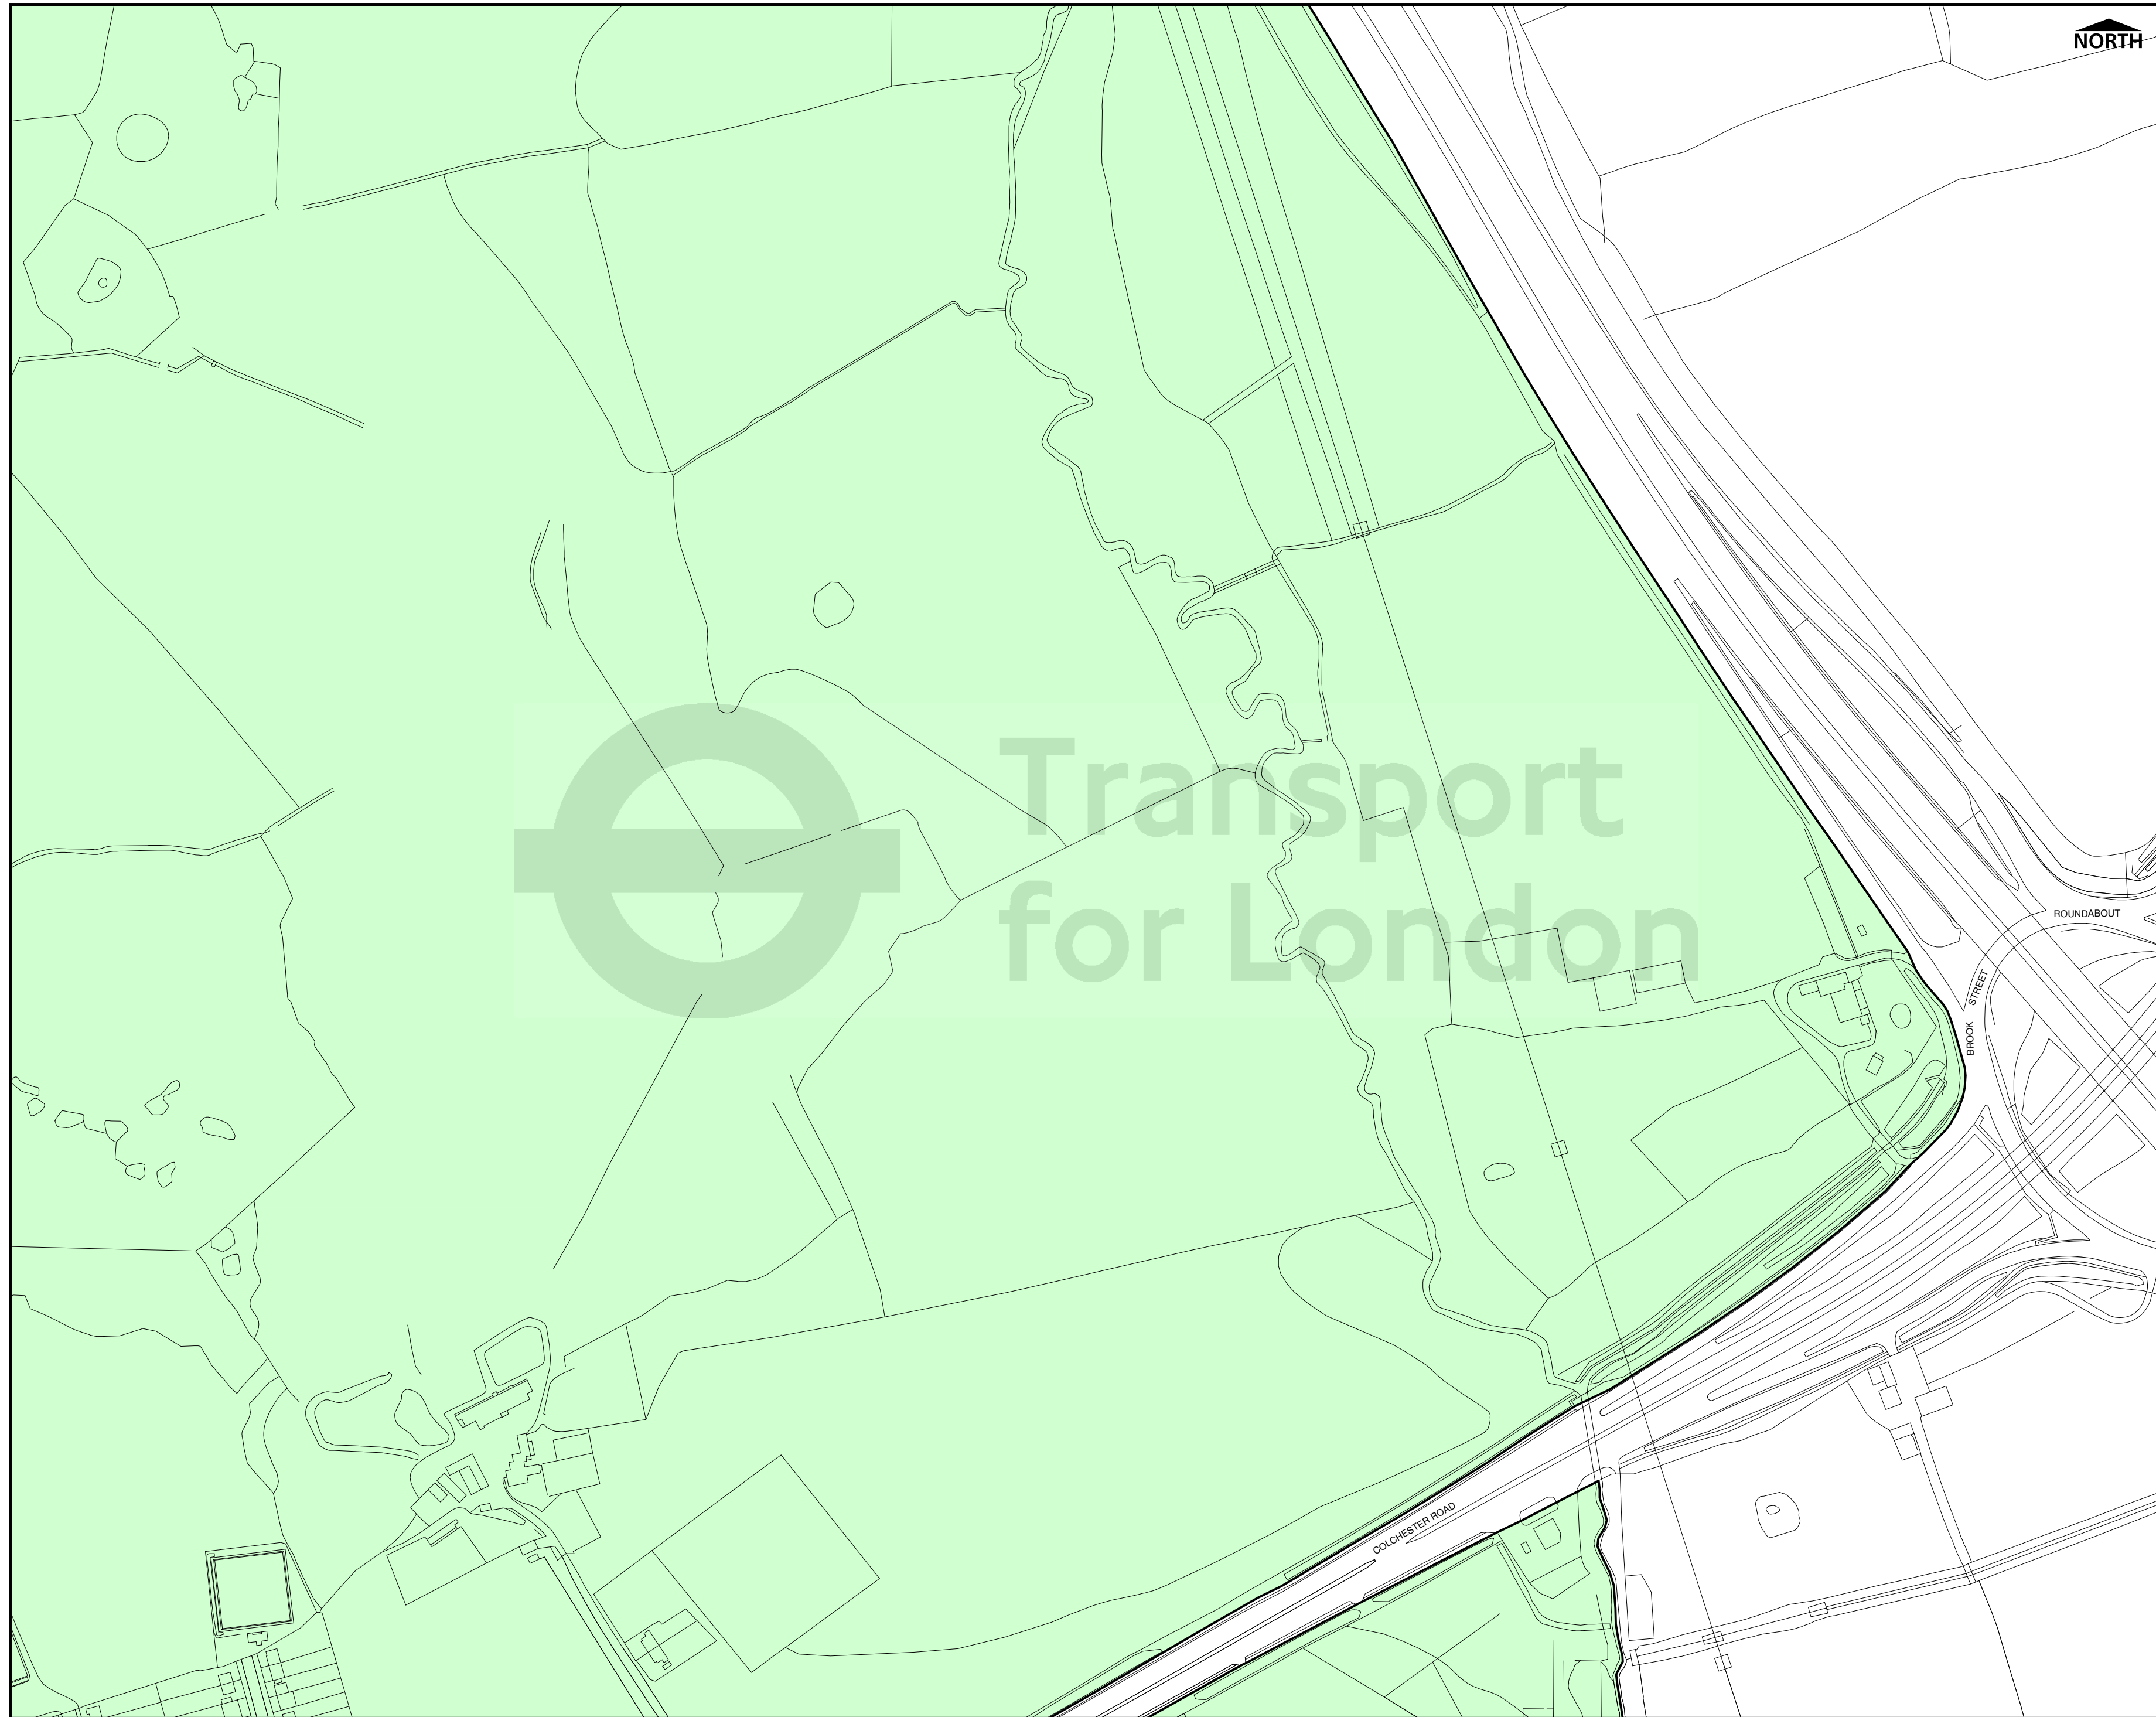 NORTH
Transport
for London
ROUNDABOUT
BROOK STREET
COLCHESTER ROAD